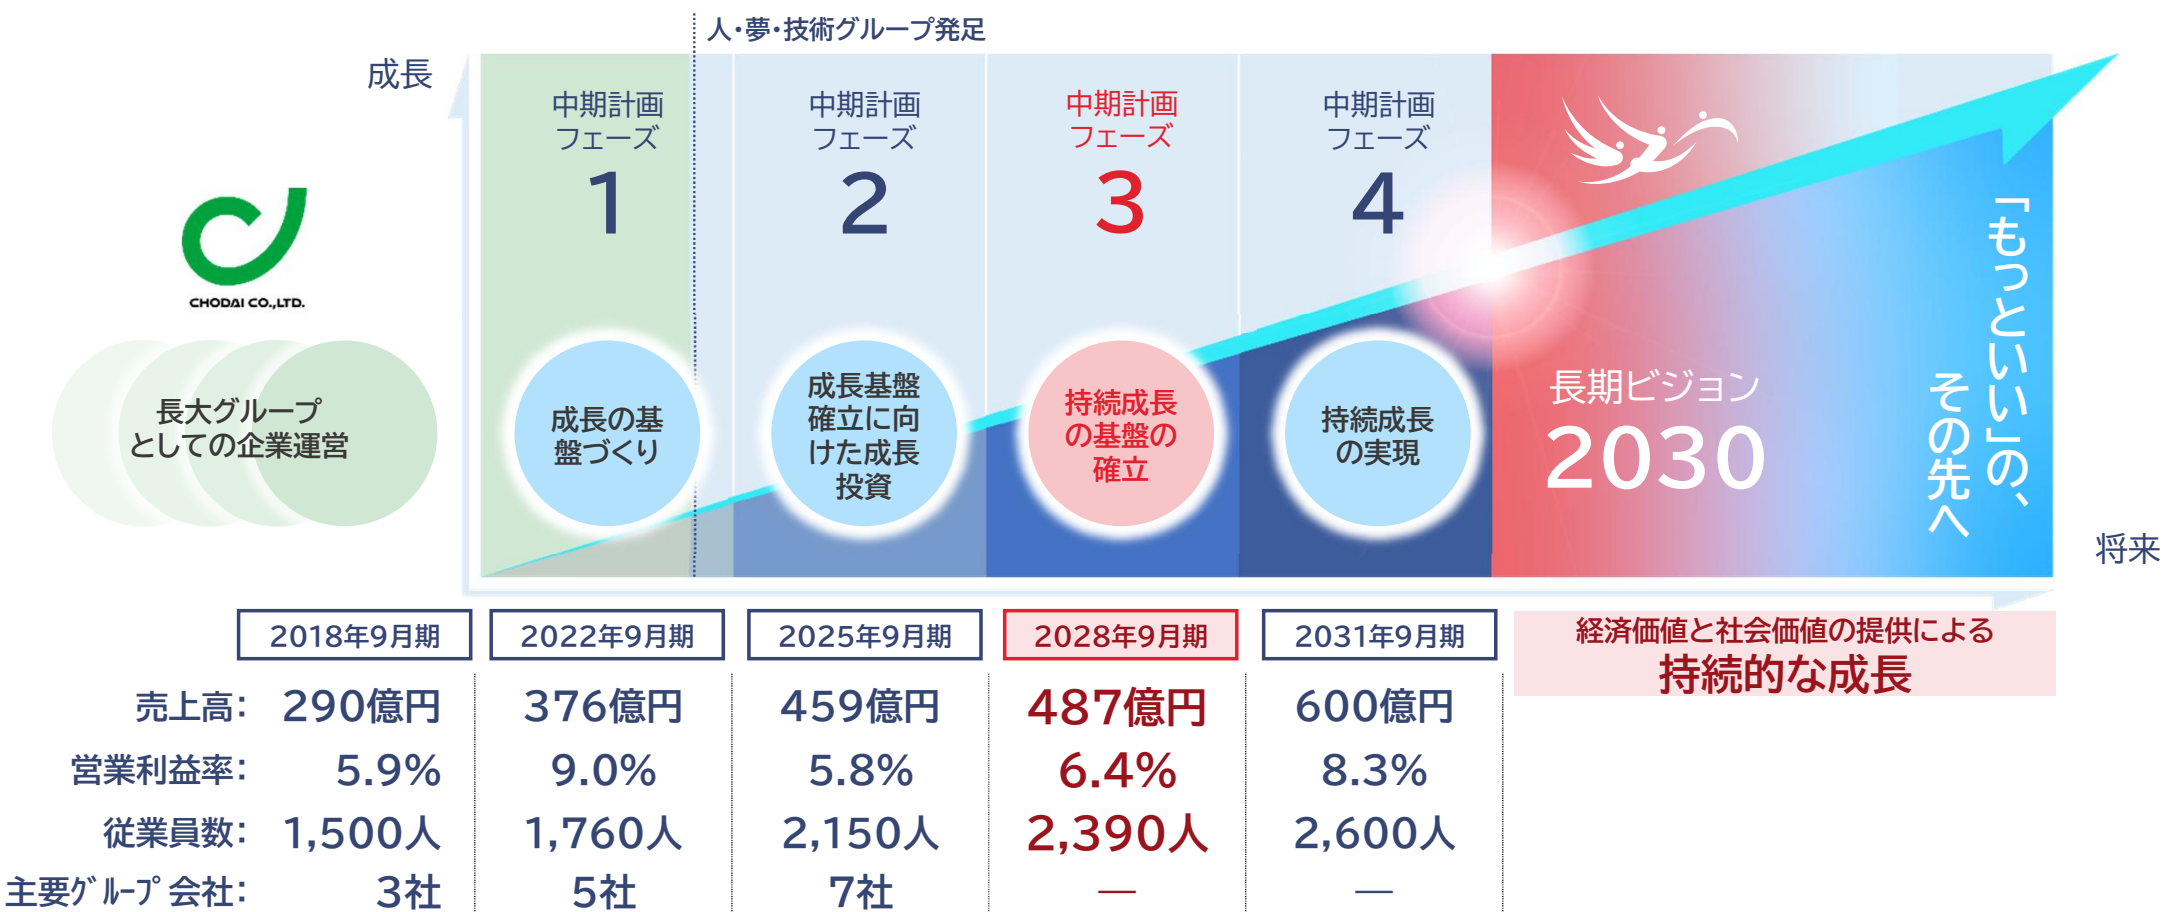 人・夢・技術グループ発足
成長
中期計画
フェーズ
1
中期計画
フェーズ
2
中期計画
フェーズ
3
中期計画
フェーズ
4
CHODAI CO.,LTD.
長大グループ
としての企業運営
成長の基
盤づくり
成長基盤
確立に向
けた成長
投資
持続成長
の基盤の
確立
持続成長
の実現
長期ビジョン
2030
「もっといい」の、
その先へ
将来
2018年9月期
2022年9月期
2025年9月期
2028年9月期
2031年9月期
経済価値と社会価値の提供による
持続的な成長
売上高： 290億円 376億円 459億円 487億円 600億円
営業利益率： 5.9% 9.0% 5.8% 6.4% 8.3%
従業員数： 1,500人 1,760人 2,150人 2,390人 2,600人
主要ｸﾞﾙｰﾌﾟ会社： 3社 5社 7社 ― ―